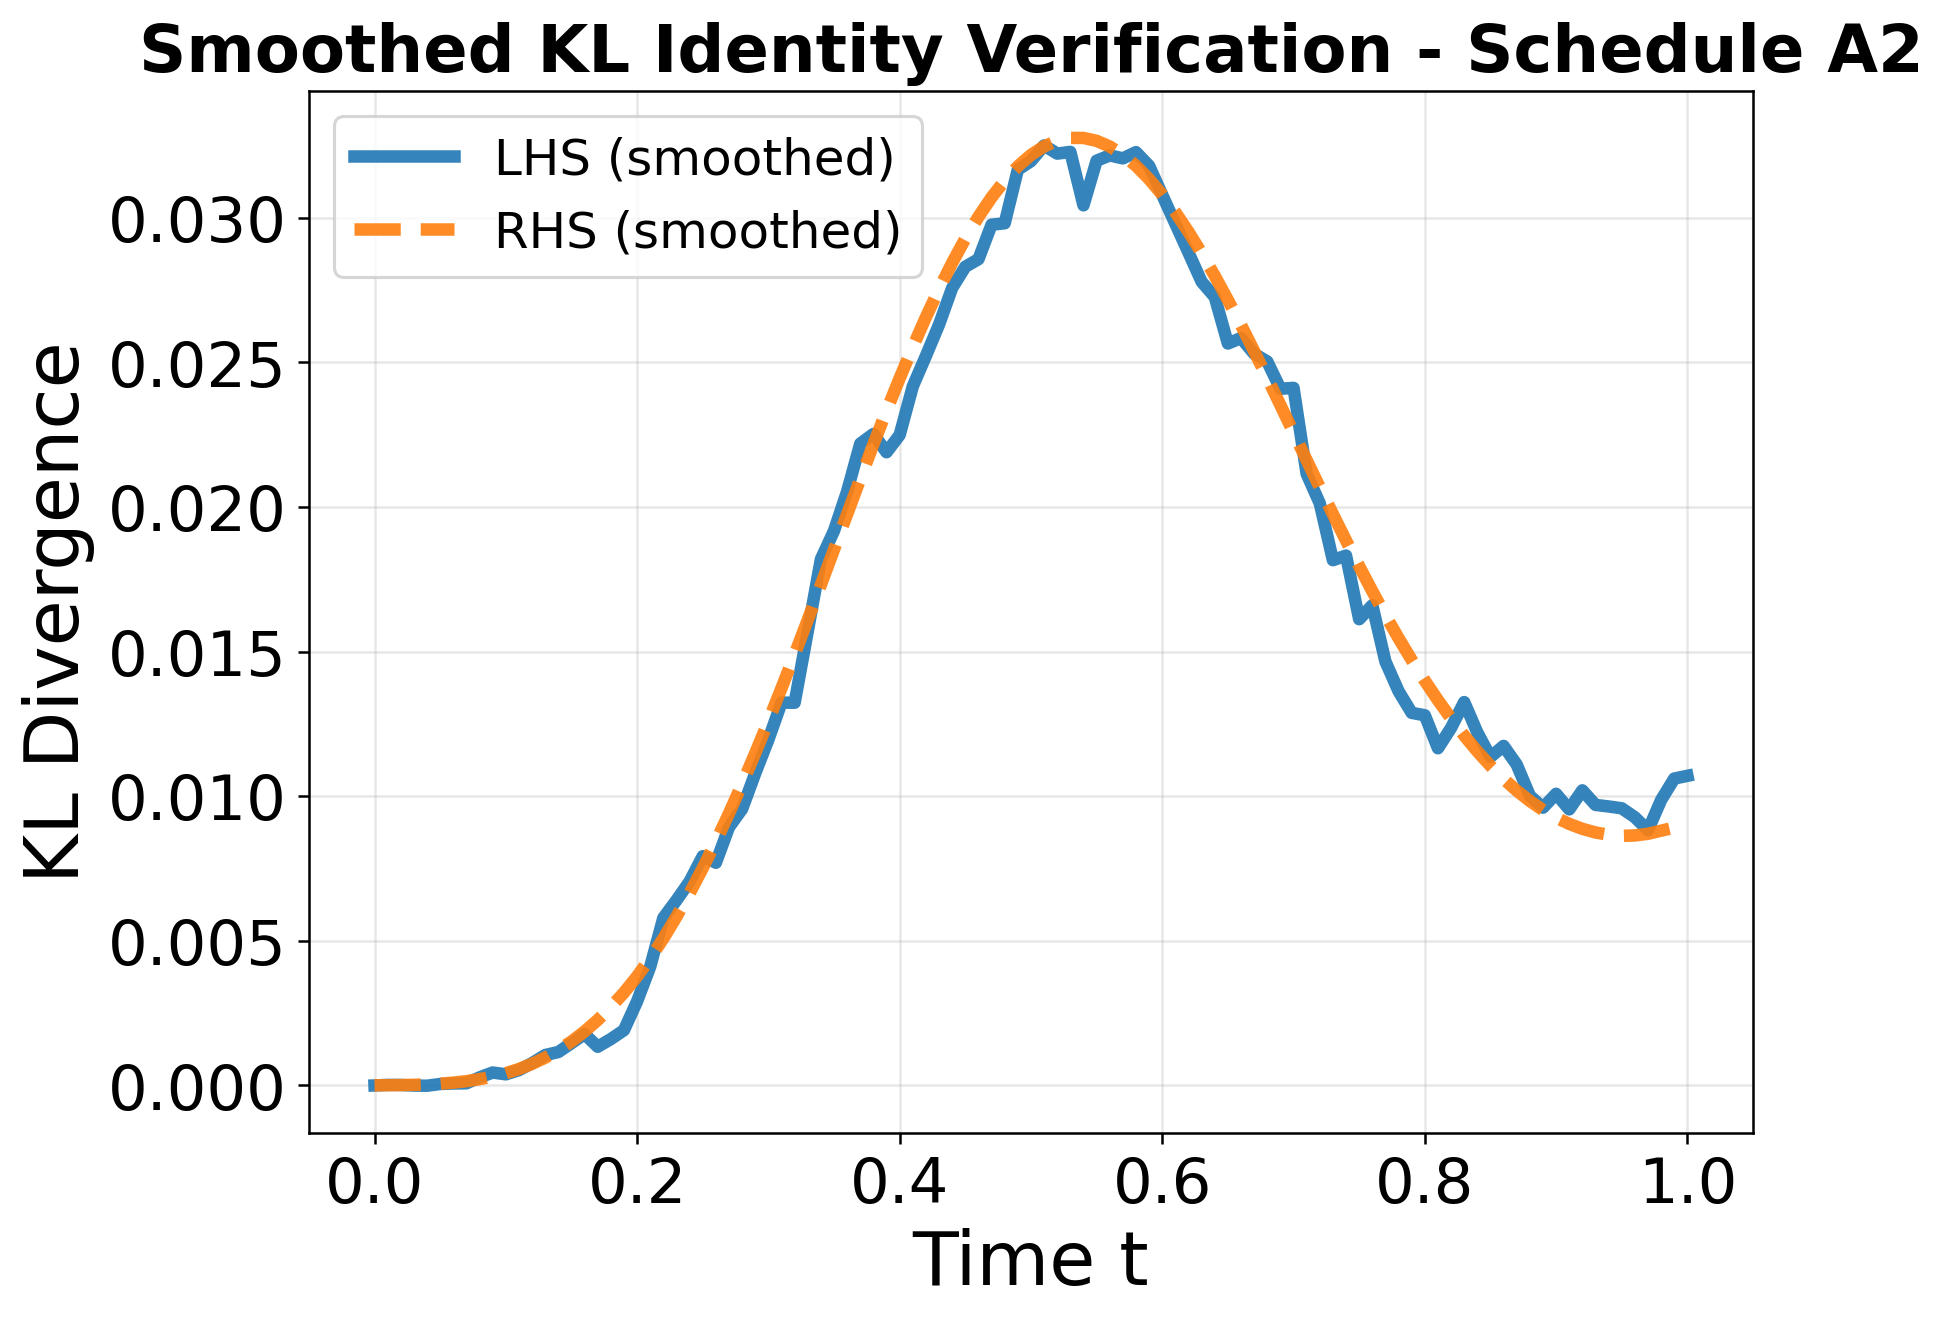 Smoothed KL Identity Verification - Schedule A2
LHS (smoothed)
RHS (smoothed)
KL Divergence
0.030
0.025
0.020
0.015
0.010
0.005
0.000
0.0 0.2 0.4 0.6 0.8 1.0
Time t